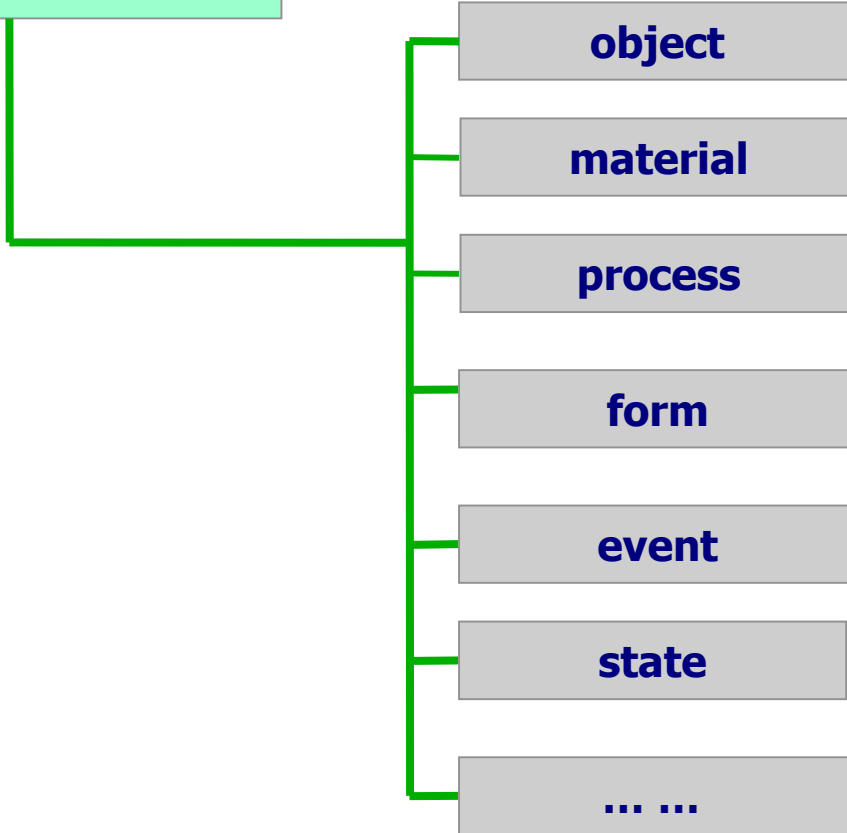 object
material
process
form
event
state
... ...